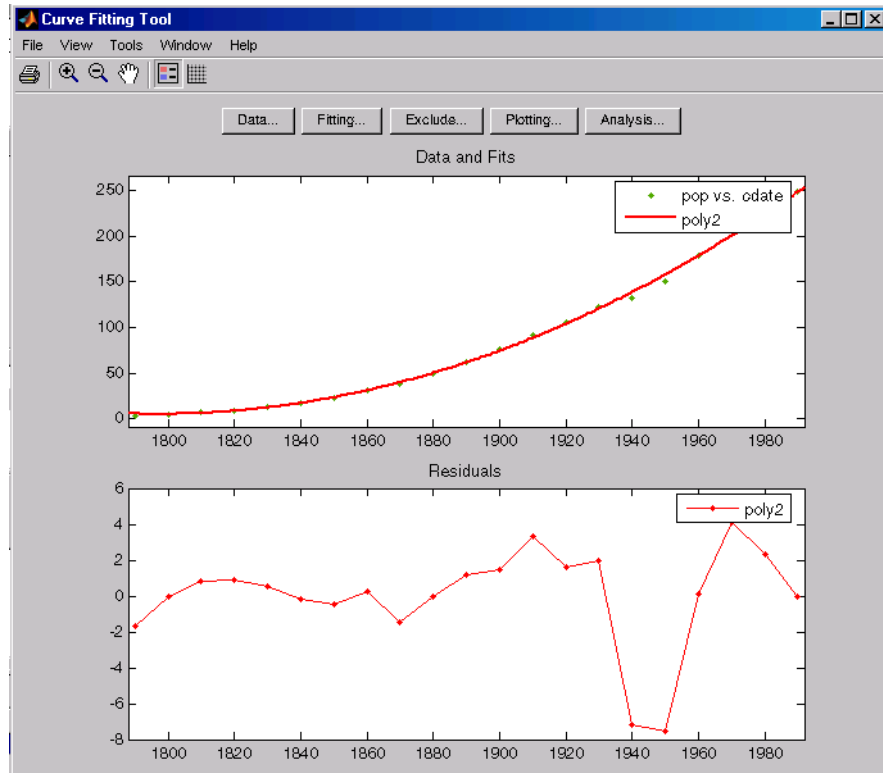 Curve Fitting Tool
File View Tools Window Help
Data... Fitting... Exclude... Plotting... Analysis...
Data and Fits
250
200
150
100
50
0
pop vs. cdate
poly2
1800 1820 1840 1860 1880 1900 1920 1940 1960 1980
Residuals
6
4
2
0
-2
-4
-6
-8
poly2
1800 1820 1840 1860 1880 1900 1920 1940 1960 1980